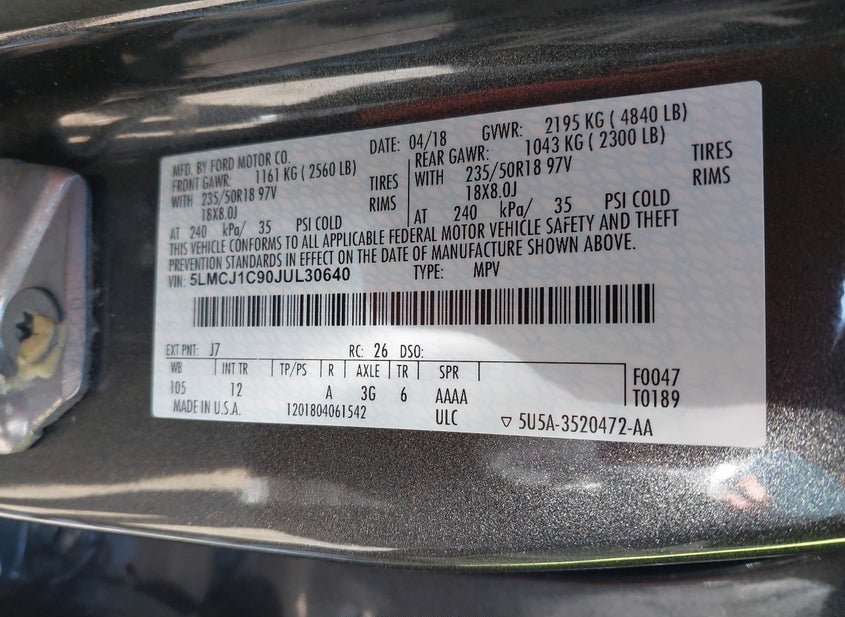 MFD. BY FORD MOTOR CO.
DATE: 04/18 GVWR: 2195 KG ( 4840 LB)
FRONT GAWR: 1161 KG ( 2560 LB)
WITH 235/50R18 97V TIRES
18X8.0J RIMS
AT 240 kPa/ 35 PSI COLD
REAR GAWR: 1043 KG ( 2300 LB)
WITH 235/50R18 97V TIRES
18X8.0J RIMS
AT 240 kPa/ 35 PSI COLD
THIS VEHICLE CONFORMS TO ALL APPLICABLE FEDERAL MOTOR VEHICLE SAFETY AND THEFT
PREVENTION STANDARDS IN EFFECT ON THE DATE OF MANUFACTURE SHOWN ABOVE.
VIN: 5LMCJ1C90JUL30640 TYPE: MPV
EXT PNT: J7 RC: 26 DSO:
WB INT TR TP/PS R AXLE TR SPR
105 12 A 3G 6 AAAA
F0047
T0189
MADE IN U.S.A. 1201804061542 ULC ▽ 5U5A-3520472-AA